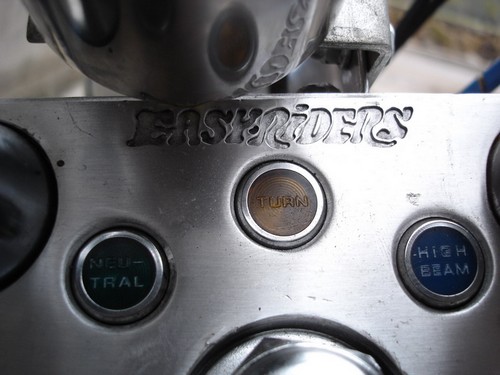 EASYRIDERS
TURN
NEU-
TRAL
HIGH
BEAM